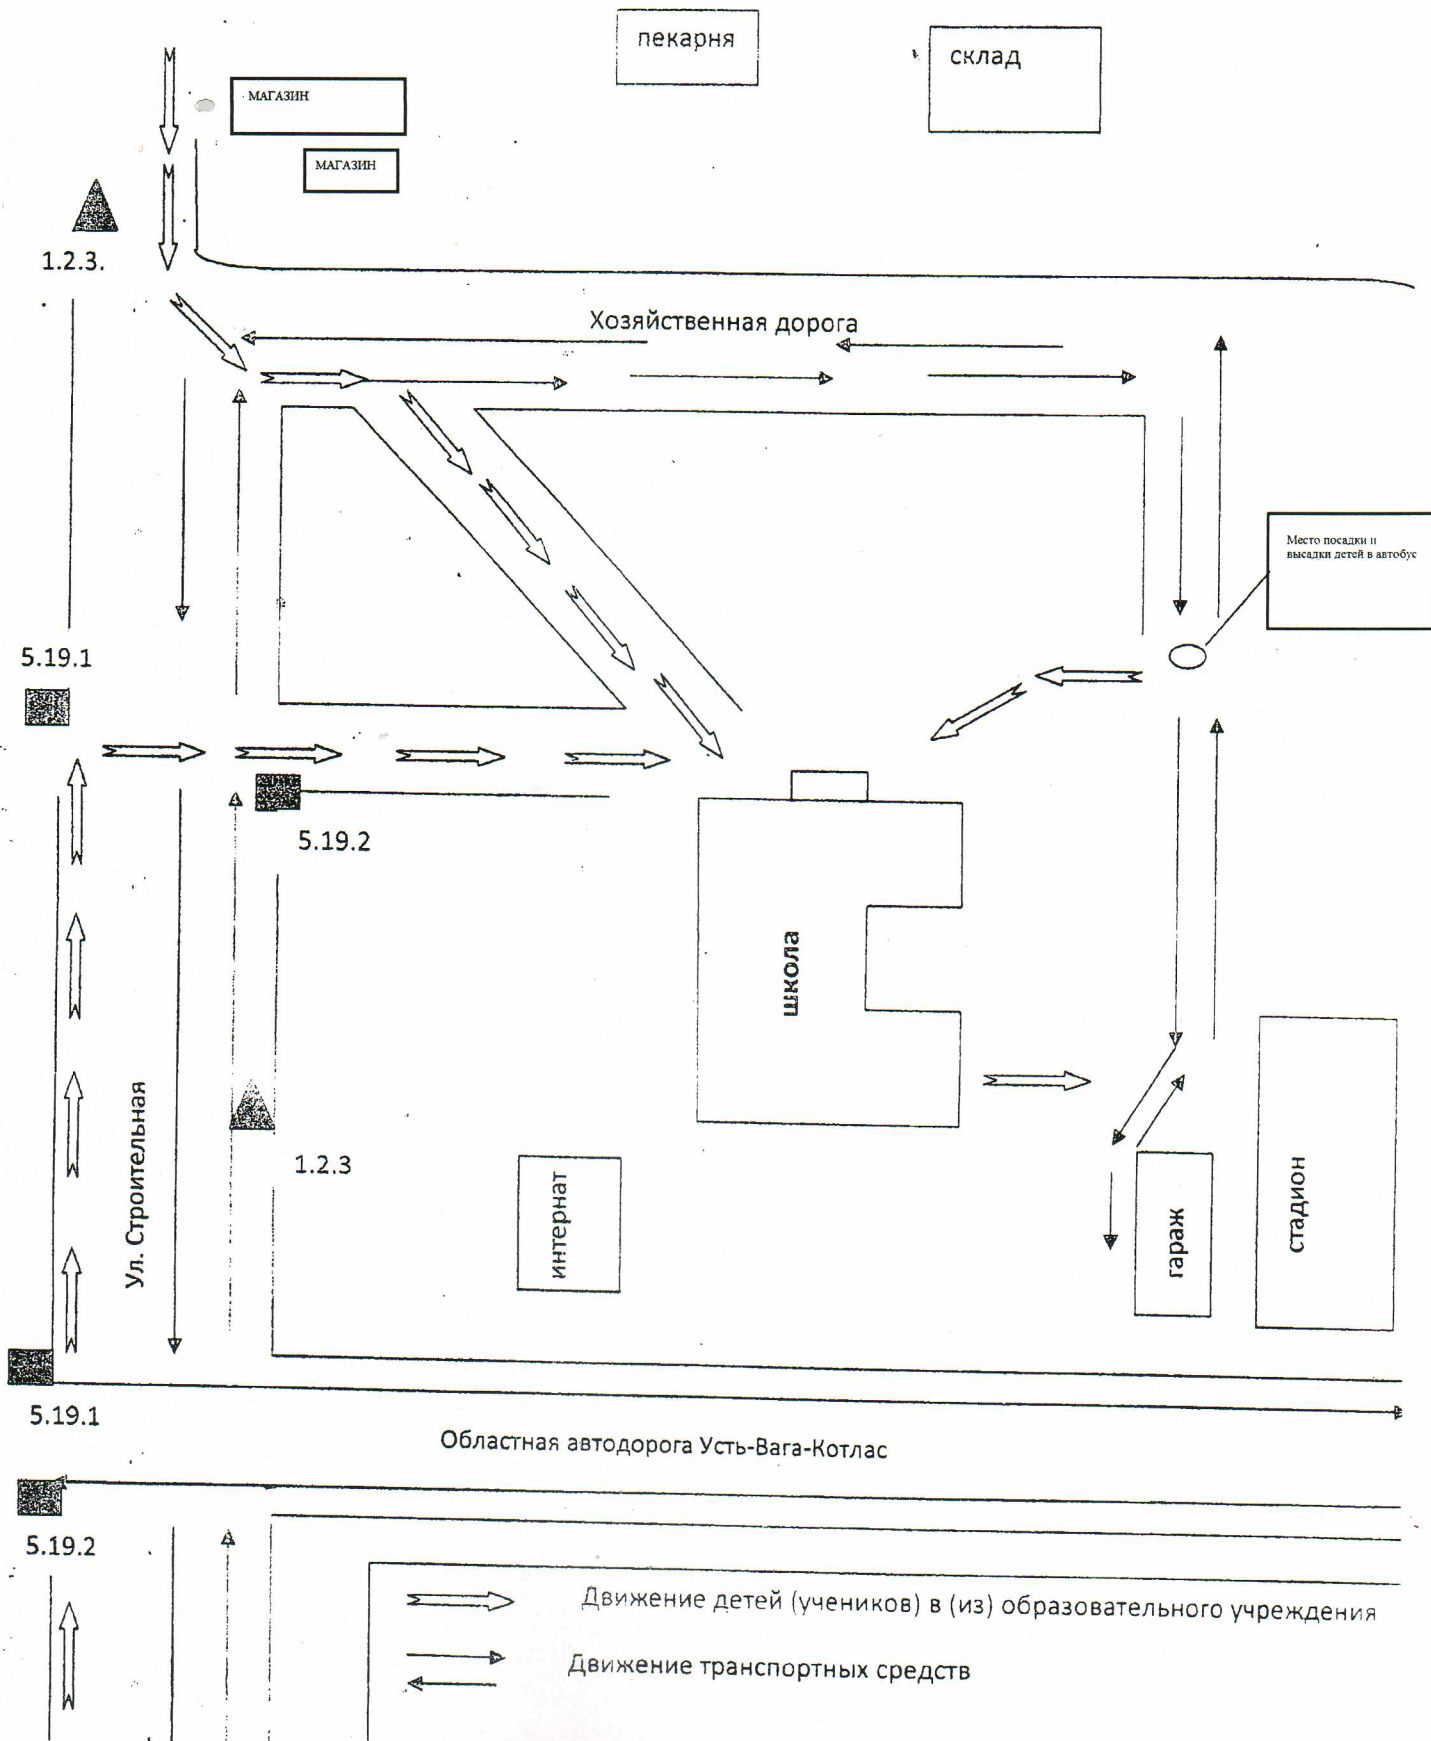 пекарня
склад
МАГАЗИН
МАГАЗИН
1.2.3.
Хозяйственная дорога
Место посадки и
высадки детей в автобус
5.19.1
5.19.2
школа
Ул. Строительная
1.2.3
интернат
гараж
стадион
5.19.1
Областная автодорога Усть-Вага-Котлас
5.19.2
Движение детей (учеников) в (из) образовательного учреждения
Движение транспортных средств